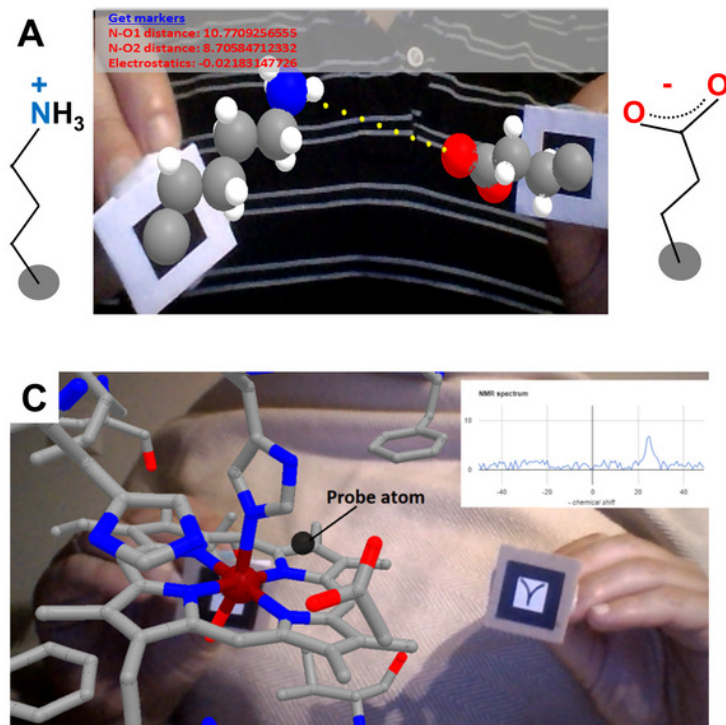 A
Get markers
N-O1 distance: 10.7709256555
N-O2 distance: 8.70584712332
Electrostatics: -0.02183147726
+
NH3
-
O
O
C
NMR spectrum
10
0
-40
-20
0
20
40
- chemical shift
Probe atom
Y